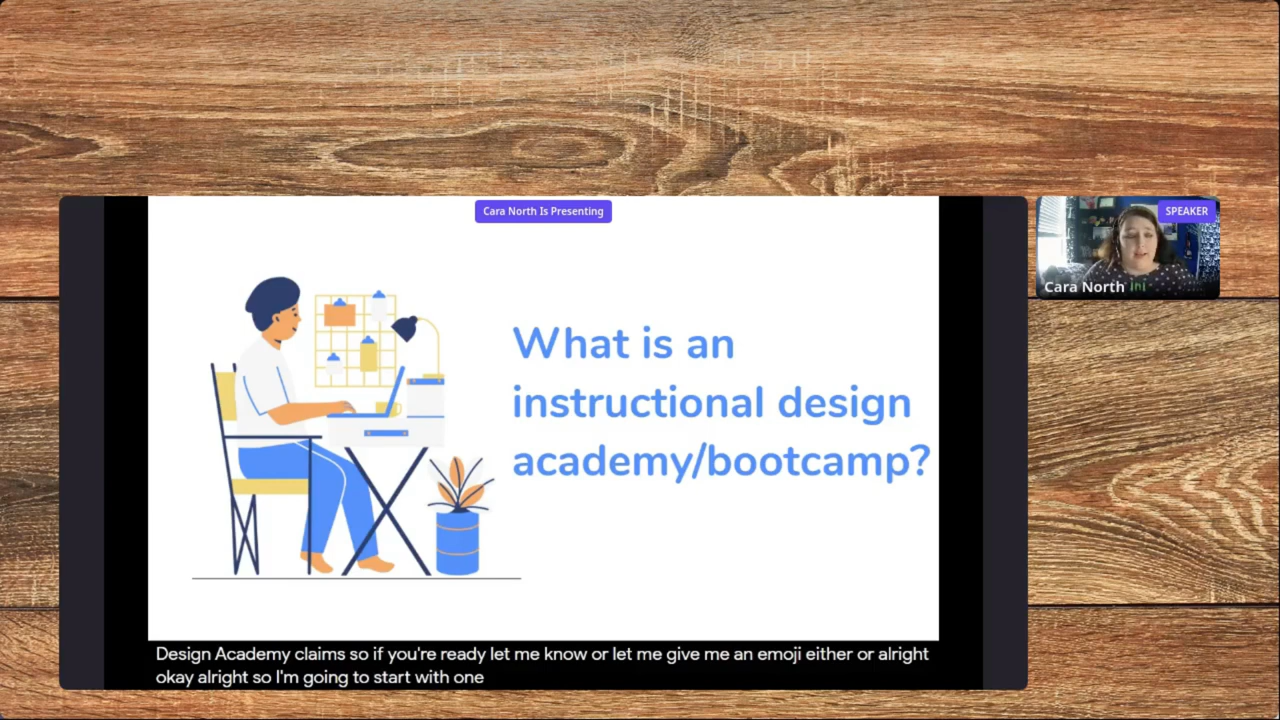 Cara North Is Presenting
SPEAKER
Cara North
What is an
instructional design
academy/bootcamp?
Design Academy claims so if you're ready let me know or let me give me an emoji either or alright
okay alright so I'm going to start with one